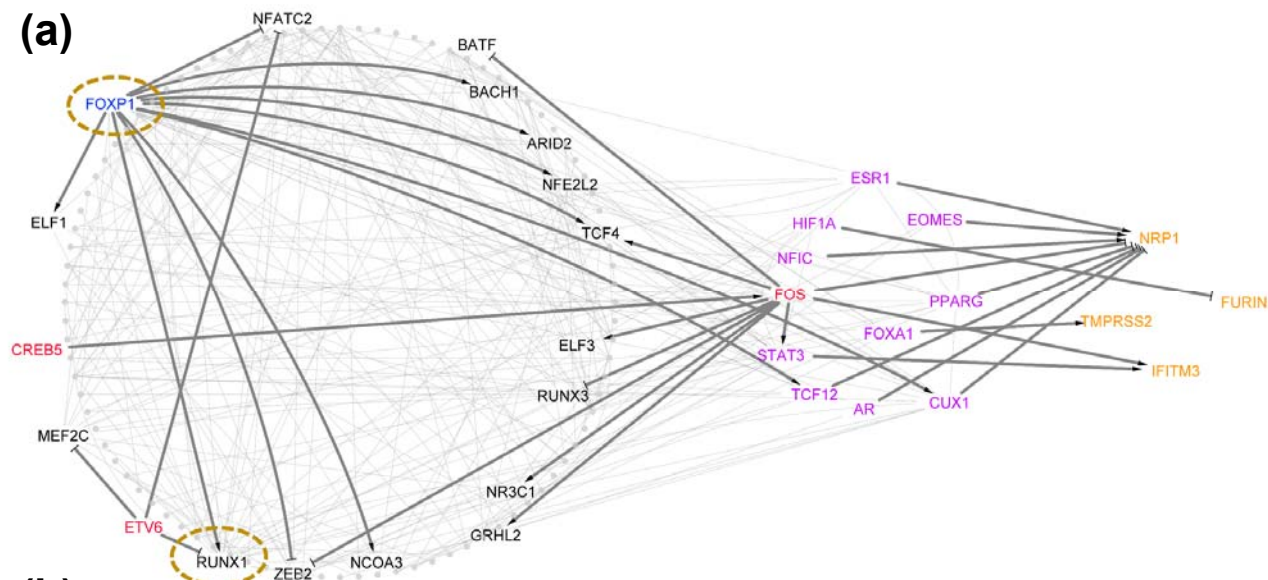 (a)
NFATC2
BATF
BACH1
FOXP1
ARID2
NFE2L2
ESR1
ELF1
HIF1A
EOMES
TCF4
NRP1
NFIC
FOS
PPARG
FURIN
TMPRSS2
FOXA1
ELF3
CREB5
STAT3
IFITM3
RUNX3
TCF12
AR
CUX1
MEF2C
NR3C1
ETV6
GRHL2
RUNX1
ZEB2
NCOA3